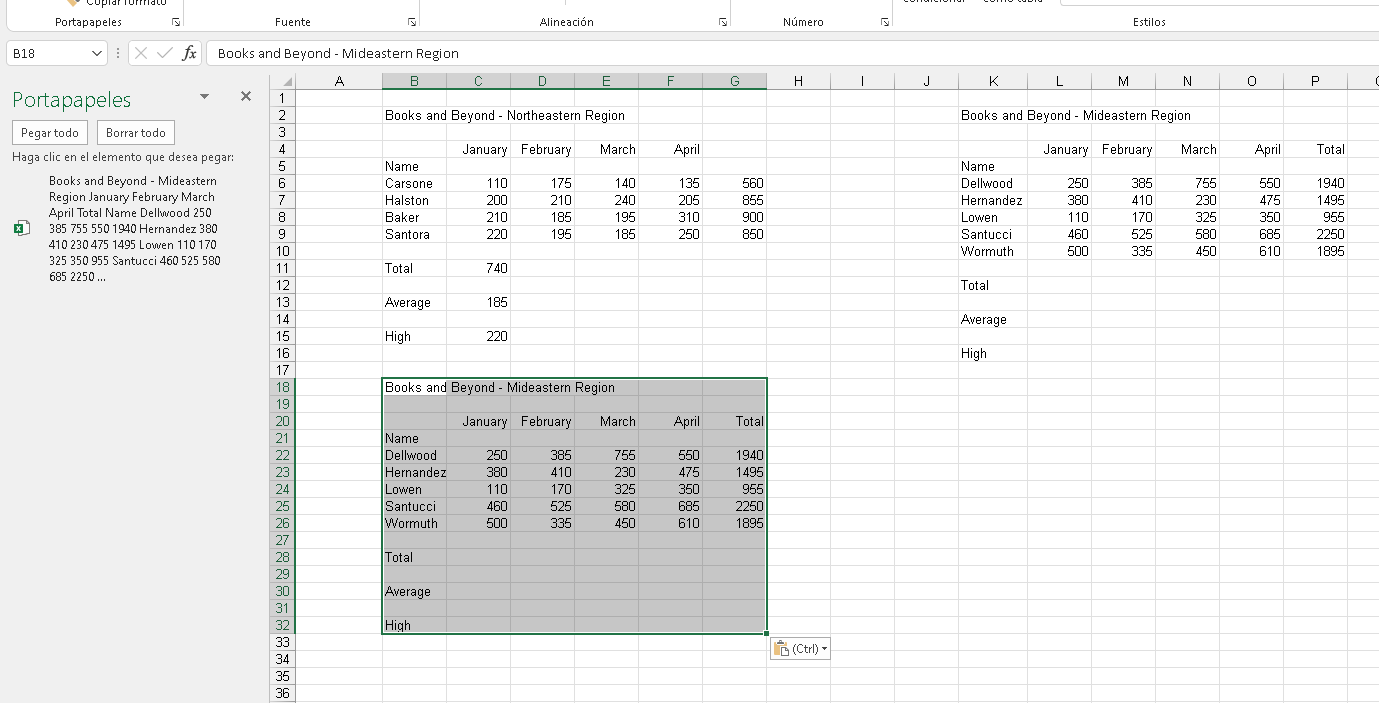 Copiar formato
condicional como tabla
Portapapeles Fuente Alineación Número Estilos
B18 fx Books and Beyond - Mideastern Region
Portapapeles
Pegar todo Borrar todo
Haga clic en el elemento que desea pegar:
Books and Beyond - Mideastern
Region January February March
April Total Name Dellwood 250
385 755 550 1940 Hernandez 380
410 230 475 1495 Lowen 110 170
325 350 955 Santucci 460 525 580
685 2250 ...
A B C D E F G H I J K L M N O P
1
2 Books and Beyond - Northeastern Region Books and Beyond - Mideastern Region
3
4 January February March April January February March April Total
5 Name Name
6 Carsone 110 175 140 135 560 Dellwood 250 385 755 550 1940
7 Halston 200 210 240 205 855 Hernandez 380 410 230 475 1495
8 Baker 210 185 195 310 900 Lowen 110 170 325 350 955
9 Santora 220 195 185 250 850 Santucci 460 525 580 685 2250
10 Wormuth 500 335 450 610 1895
11 Total 740
12 Total
13 Average 185
14 Average
15 High 220
16 High
17
18 Books and Beyond - Mideastern Region
19
20 January February March April Total
21 Name
22 Dellwood 250 385 755 550 1940
23 Hernandez 380 410 230 475 1495
24 Lowen 110 170 325 350 955
25 Santucci 460 525 580 685 2250
26 Wormuth 500 335 450 610 1895
27
28 Total
29
30 Average
31
32 High
33
(Ctrl)
34
35
36